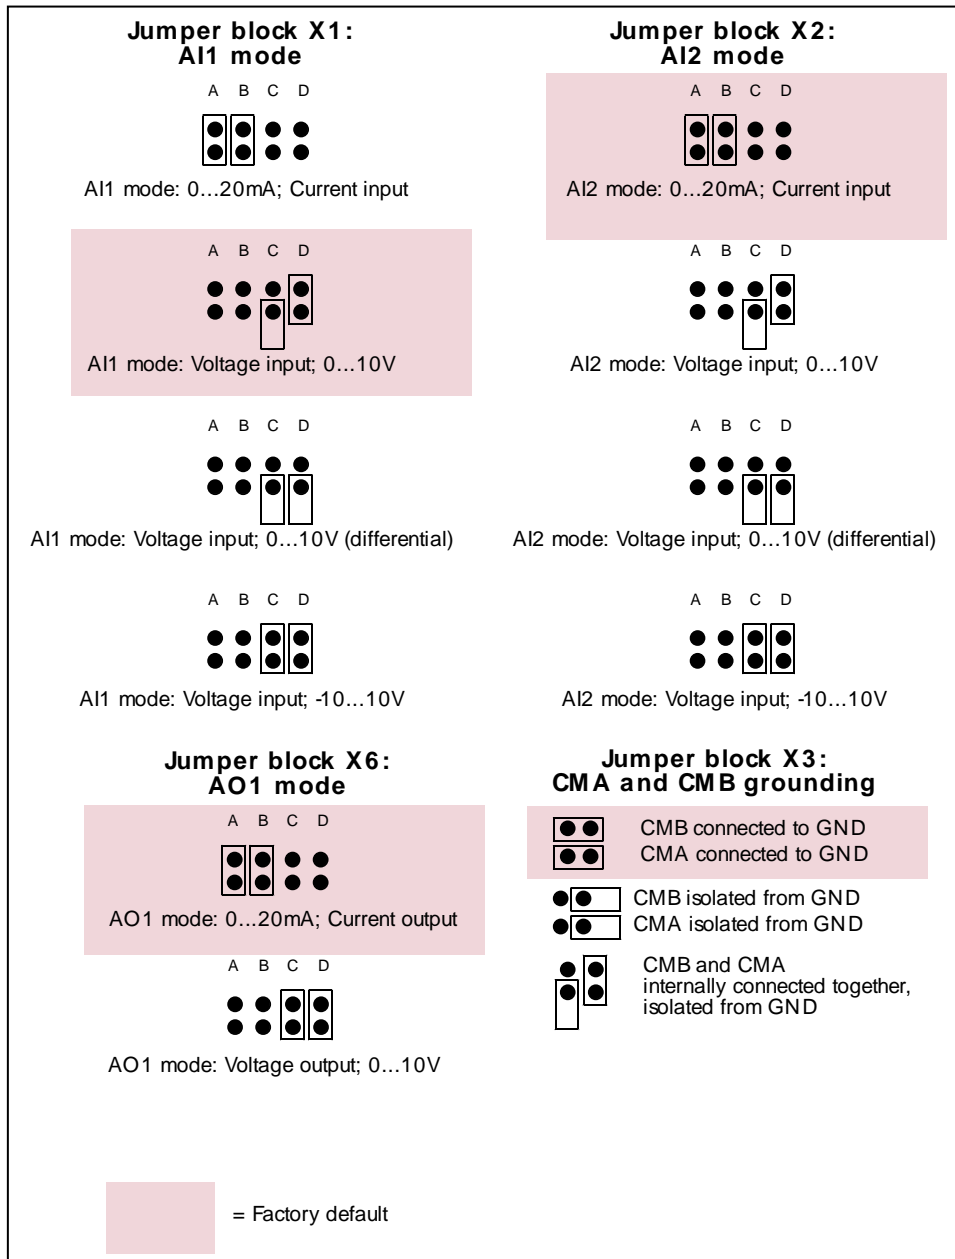 Jumper block X1:
AI1 mode
A B C D
AI1 mode: 0...20mA; Current input
A B C D
AI1 mode: Voltage input; 0...10V
A B C D
AI1 mode: Voltage input; 0...10V (differential)
A B C D
AI1 mode: Voltage input; -10...10V
Jumper block X2:
AI2 mode
A B C D
AI2 mode: 0...20mA; Current input
A B C D
AI2 mode: Voltage input; 0...10V
A B C D
AI2 mode: Voltage input; 0...10V (differential)
A B C D
AI2 mode: Voltage input; -10...10V
Jumper block X6:
AO1 mode
A B C D
AO1 mode: 0...20mA; Current output
A B C D
AO1 mode: Voltage output; 0...10V
Jumper block X3:
CMA and CMB grounding
CMB connected to GND
CMA connected to GND
CMB isolated from GND
CMA isolated from GND
CMB and CMA
internally connected together,
isolated from GND
= Factory default